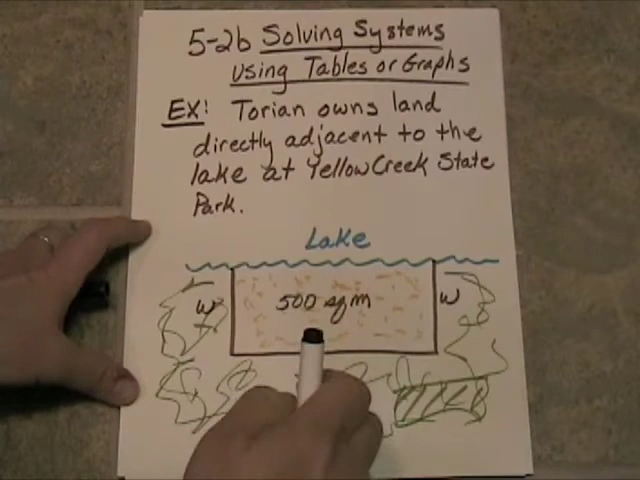 5-2b Solving Systems
Using Tables or Graphs
EX: Torian owns land
directly adjacent to the
lake at Yellow Creek State
Park.
Lake
W 500 sq m W